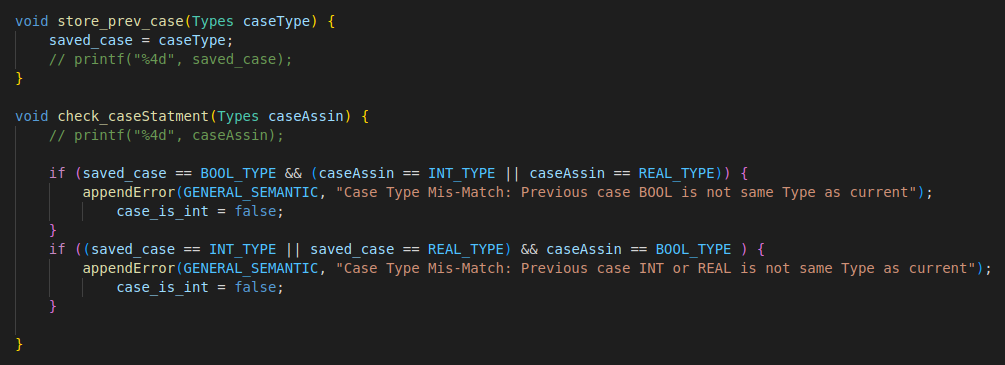 void store_prev_case(Types caseType) {
    saved_case = caseType;
    // printf("%4d", saved_case);
}

void check_caseStatment(Types caseAssin) {
    // printf("%4d", caseAssin);

    if (saved_case == BOOL_TYPE && (caseAssin == INT_TYPE || caseAssin == REAL_TYPE)) {
        appendError(GENERAL_SEMANTIC, "Case Type Mis-Match: Previous case BOOL is not same Type as current");
            case_is_int = false;
    }
    if ((saved_case == INT_TYPE || saved_case == REAL_TYPE) && caseAssin == BOOL_TYPE ) {
        appendError(GENERAL_SEMANTIC, "Case Type Mis-Match: Previous case INT or REAL is not same Type as current");
            case_is_int = false;
    }

}